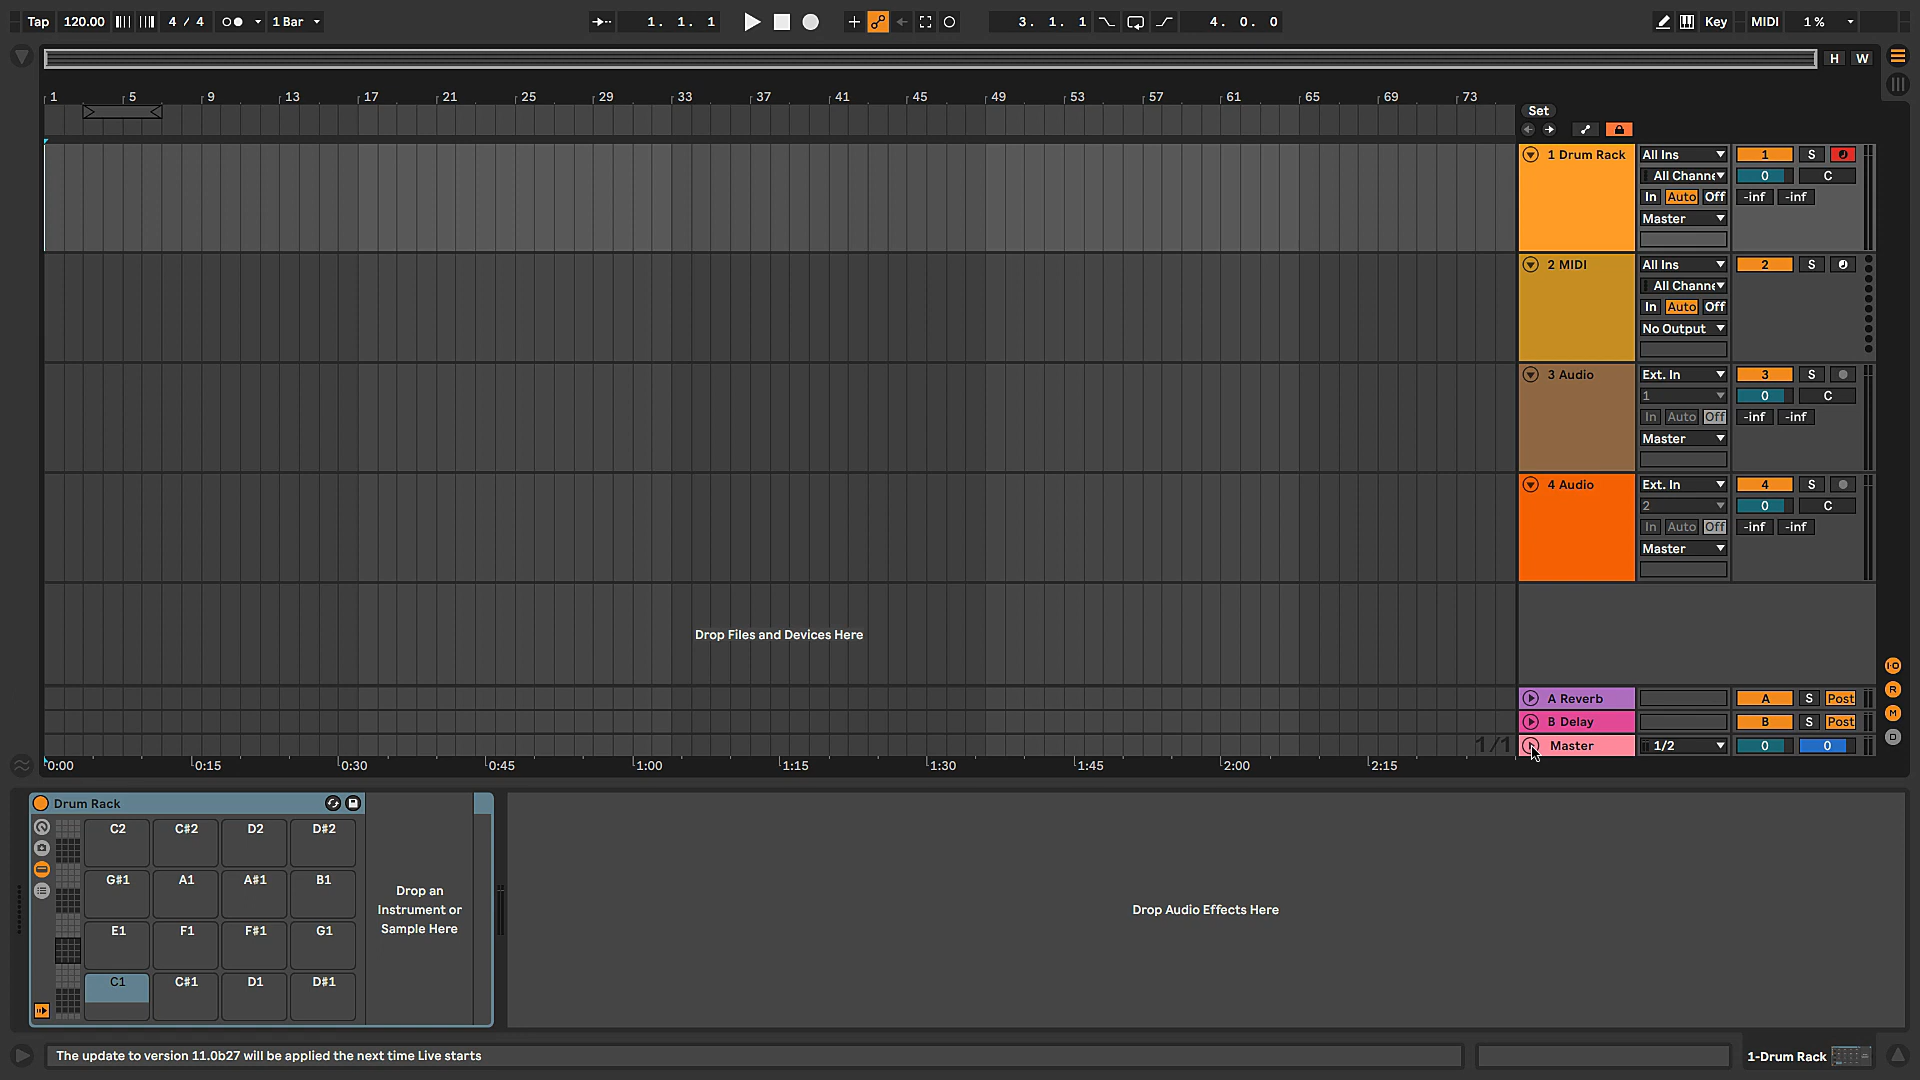 Tap 120.00 4 / 4 1 Bar 1. 1. 1 3. 1. 1 4. 0. 0 Key MIDI 1 %
H W
1 5 9 13 17 21 25 29 33 37 41 45 49 53 57 61 65 69 73
Set
1 Drum Rack All Ins 1 S
All Channe 0 C
In Auto Off -inf -inf
Master
2 MIDI All Ins 2 S
All Channe
In Auto Off
No Output
3 Audio Ext. In 3 S
1 0 C
In Auto Off -inf -inf
Master
4 Audio Ext. In 4 S
2 0 C
In Auto Off -inf -inf
Master
Drop Files and Devices Here
A Reverb A S Post
B Delay B S Post
1/1 Master 1/2 0 0
I·O
R
M
D
0:00 0:15 0:30 0:45 1:00 1:15 1:30 1:45 2:00 2:15
Drum Rack
C2 C#2 D2 D#2
G#1 A1 A#1 B1
E1 F1 F#1 G1
C1 C#1 D1 D#1
Drop an
Instrument or
Sample Here
Drop Audio Effects Here
The update to version 11.0b27 will be applied the next time Live starts
1-Drum Rack